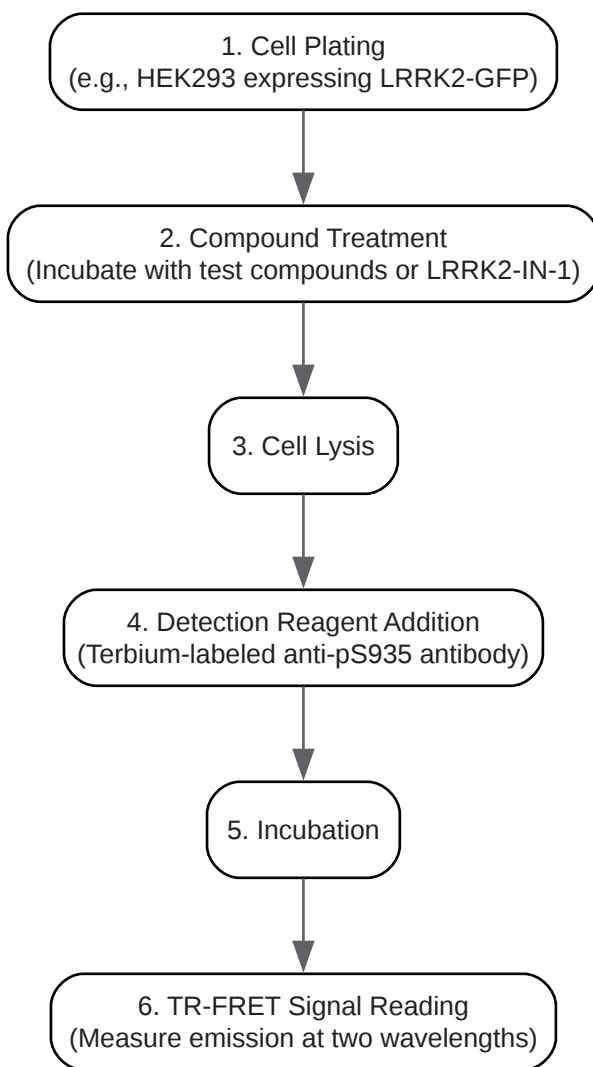 1. Cell Plating
(e.g., HEK293 expressing LRRK2-GFP)
2. Compound Treatment
(Incubate with test compounds or LRRK2-IN-1)
3. Cell Lysis
4. Detection Reagent Addition
(Terbium-labeled anti-pS935 antibody)
5. Incubation
6. TR-FRET Signal Reading
(Measure emission at two wavelengths)